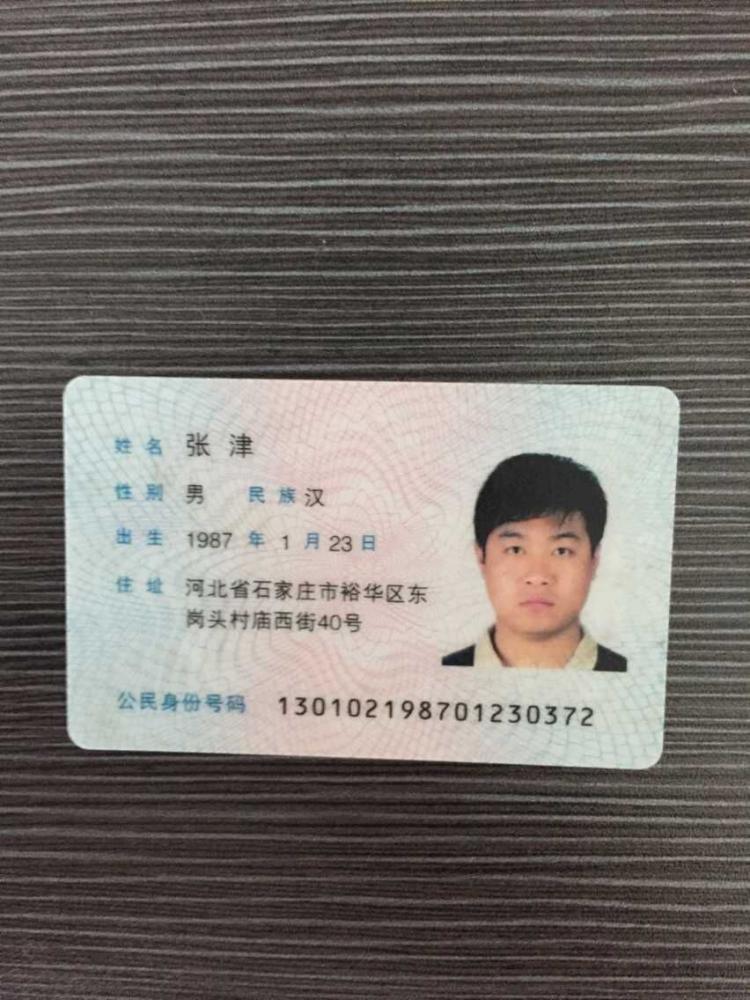 姓名 张津
性别 男 民族 汉
出生 1987 年 1 月 23 日
住址 河北省石家庄市裕华区东
岗头村庙西街40号
公民身份号码 130102198701230372